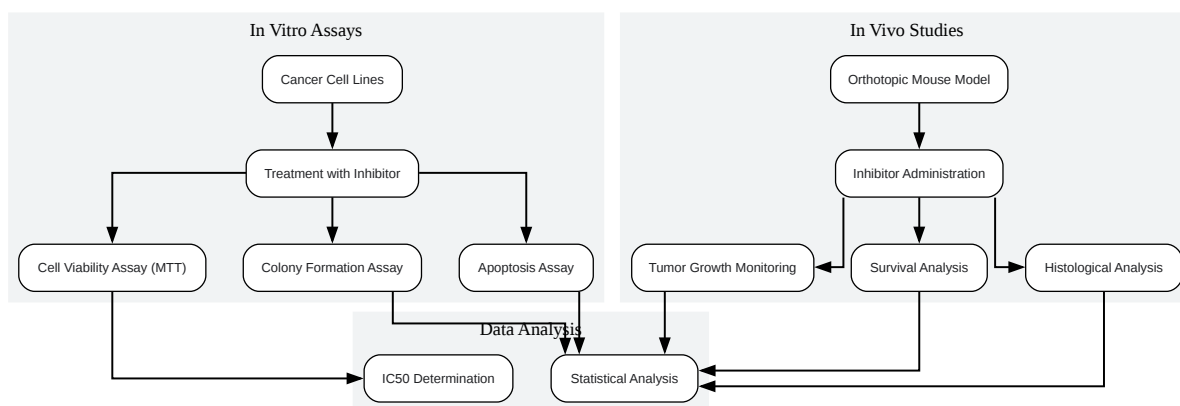 In Vitro Assays
Cancer Cell Lines
Treatment with Inhibitor
Cell Viability Assay (MTT)
Colony Formation Assay
Apoptosis Assay
In Vivo Studies
Orthotopic Mouse Model
Inhibitor Administration
Tumor Growth Monitoring
Survival Analysis
Histological Analysis
Data Analysis
IC50 Determination
Statistical Analysis